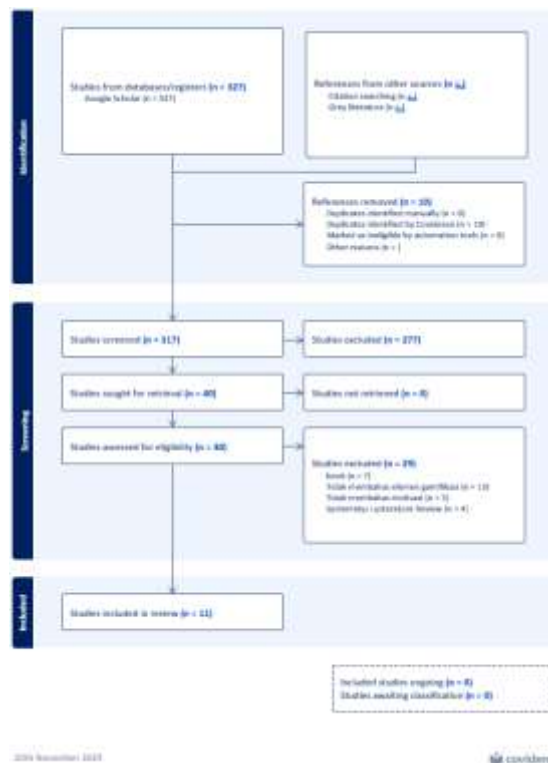 Identification
Studies from databases/registers (n = 327)
Google Scholar (n = 327)
References from other sources (n
Citation searching (n
Grey literature (n
References removed (n = 10)
Duplicates identified manually (n = 0)
Duplicates identified by Covidence (n = 10)
Marked as ineligible by automation tools (n = 0)
Other reasons (n = )
Screening
Studies screened (n = 317)
Studies excluded (n = 277)
Studies sought for retrieval (n = 40)
Studies not retrieved (n = 0)
Studies assessed for eligibility (n = 40)
Studies excluded (n = 29)
(n = 7)
Tidak membahas elemen gamifikasi (n = 13)
Tidak membahas motivasi (n = 5)
Literature Review (n = 4)
Included
Studies included in review (n = 11)
Included studies ongoing (n = 0)
Studies awaiting classification (n = 0)
November
covidence